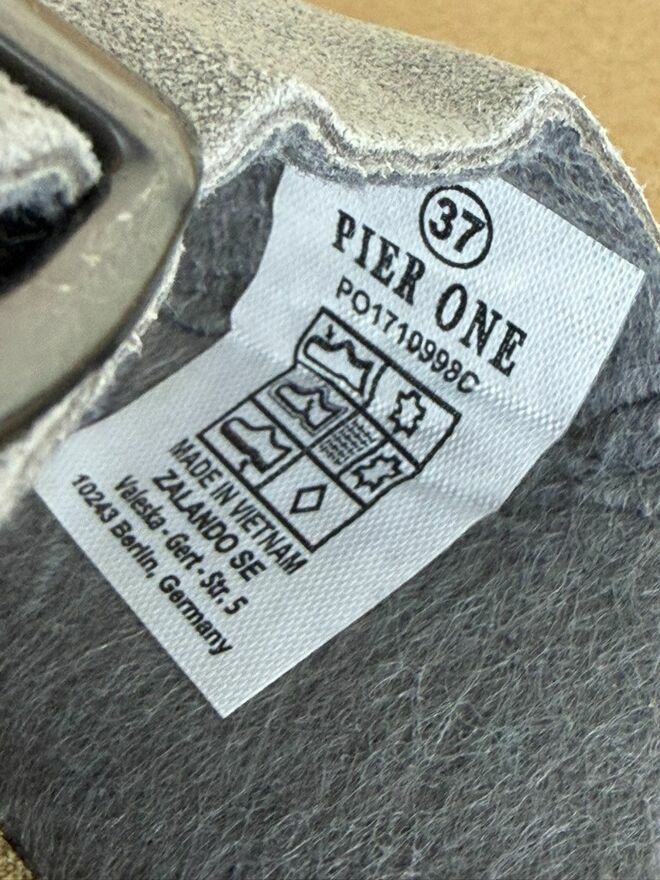 37
PIER ONE
PO1710998C
MADE IN VIETNAM
ZALANDO SE
Valeska - Gert - Str. 5
10243 Berlin, Germany